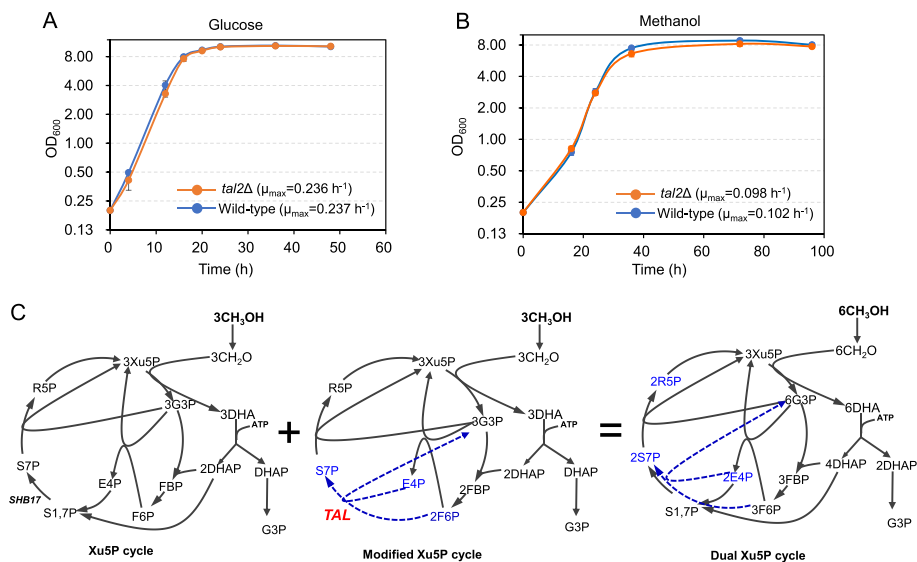 A
Glucose
8.00
4.00
2.00
1.00
0.50
0.25
0.13
OD600
tal2Δ (μmax=0.236 h-1)
Wild-type (μmax=0.237 h-1)
0 10 20 30 40 50 60
Time (h)
B
Methanol
8.00
4.00
2.00
1.00
0.50
0.25
0.13
OD600
tal2Δ (μmax=0.098 h-1)
Wild-type (μmax=0.102 h-1)
0 20 40 60 80 100
Time (h)
C
3CH3OH
3Xu5P
3CH2O
R5P
3G3P
3DHA
ATP
S7P
E4P
FBP
2DHAP
DHAP
SHB17
S1,7P
F6P
G3P
Xu5P cycle
+
3CH3OH
3Xu5P
3CH2O
R5P
3G3P
3DHA
ATP
S7P
E4P
2FBP
2DHAP
DHAP
TAL
2F6P
G3P
Modified Xu5P cycle
=
6CH3OH
3Xu5P
6CH2O
2R5P
6G3P
6DHA
ATP
2S7P
2E4P
3FBP
4DHAP
2DHAP
S1,7P
3F6P
G3P
Dual Xu5P cycle